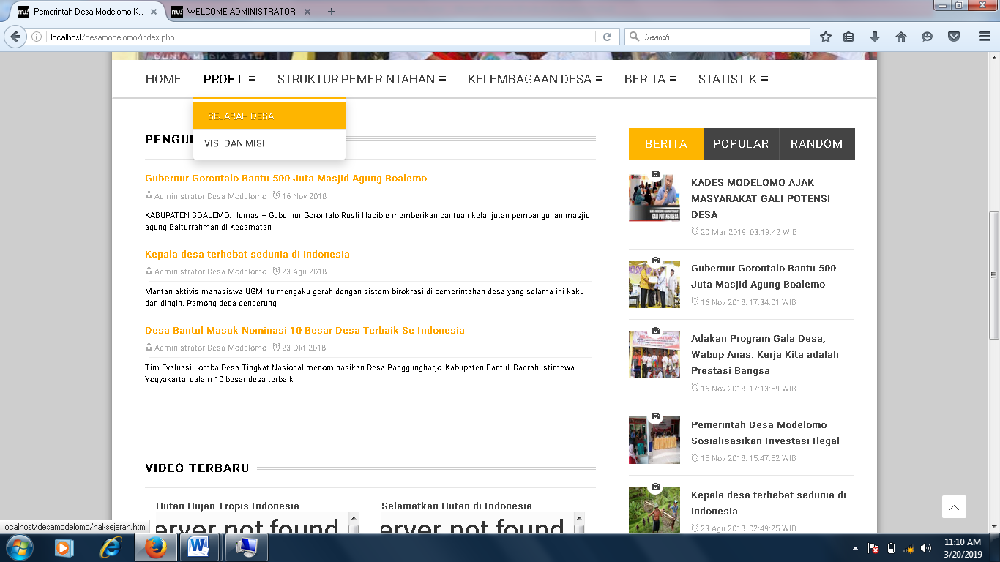 Pemerintah Desa Modelomo K...
WELCOME ADMINISTRATOR
localhost/desamodelomo/index.php
Search
DUNIA MEDIA SATU,
HOME PROFIL STRUKTUR PEMERINTAHAN KELEMBAGAAN DESA BERITA STATISTIK
SEJARAH DESA
VISI DAN MISI
PENGU
Gubernur Gorontalo Bantu 500 Juta Masjid Agung Boalemo
Administrator Desa Modelomo 16 Nov 2018
KABUPATEN BOALEMO, Humas – Gubernur Gorontalo Rusli Habibie memberikan bantuan kelanjutan pembangunan masjid
agung Baiturrahman di Kecamatan
Kepala desa terhebat sedunia di indonesia
Administrator Desa Modelomo 23 Agu 2018
Mantan aktivis mahasiswa UGM itu mengaku gerah dengan sistem birokrasi di pemerintahan desa yang selama ini kaku
dan dingin. Pamong desa cenderung
Desa Bantul Masuk Nominasi 10 Besar Desa Terbaik Se Indonesia
Administrator Desa Modelomo 23 Okt 2018
Tim Evaluasi Lomba Desa Tingkat Nasional menominasikan Desa Panggungharjo, Kabupaten Bantul, Daerah Istimewa
Yogyakarta, dalam 10 besar desa terbaik
VIDEO TERBARU
Hutan Hujan Tropis Indonesia
erver not found
Selamatkan Hutan di Indonesia
erver not found
BERITA POPULAR RANDOM
GALI POTENSI DESA
KADES MODELOMO AJAK
MASYARAKAT GALI POTENSI
DESA
20 Mar 2019, 03:19:42 WIB
Gubernur Gorontalo Bantu 500
Juta Masjid Agung Boalemo
16 Nov 2018, 17:34:01 WIB
Adakan Program Gala Desa,
Wabup Anas: Kerja Kita adalah
Prestasi Bangsa
16 Nov 2018, 17:13:59 WIB
Pemerintah Desa Modelomo
Sosialisasikan Investasi Ilegal
15 Nov 2018, 15:47:52 WIB
Kepala desa terhebat sedunia di
indonesia
23 Agu 2018, 02:49:25 WIB
localhost/desamodelomo/hal-sejarah.html
11:10 AM
3/20/2019